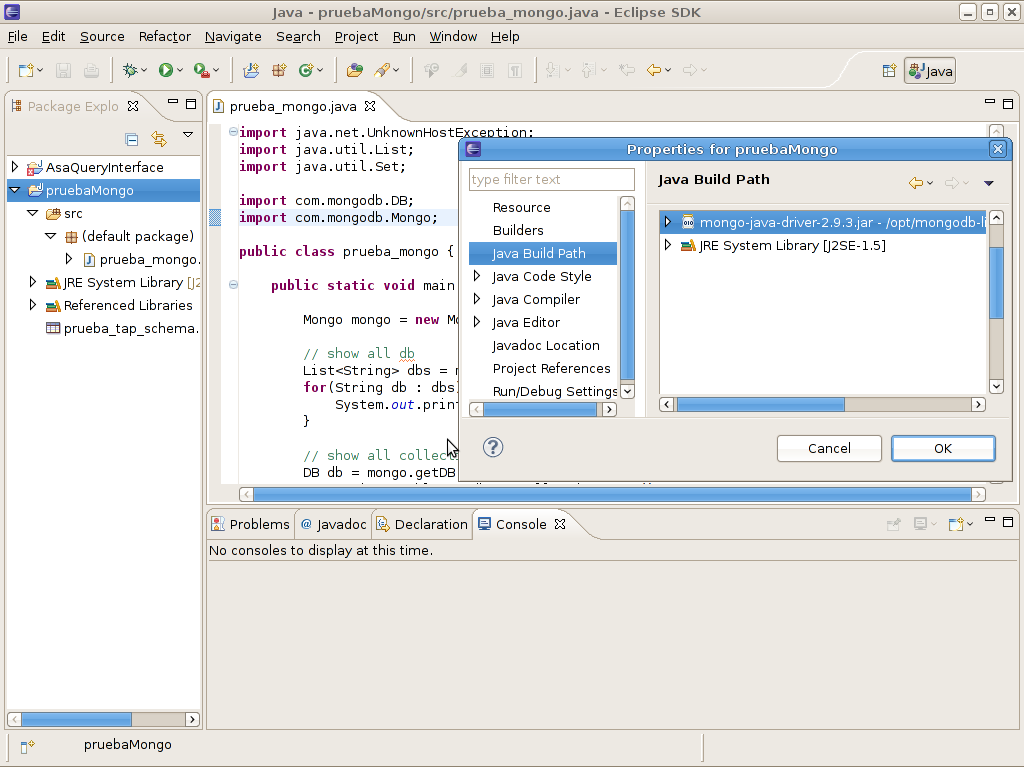 Java - pruebaMongo/src/prueba_mongo.java - Eclipse SDK
File Edit Source Refactor Navigate Search Project Run Window Help
Java
Package Explo
AsaQueryInterface
pruebaMongo
src
(default package)
prueba_mongo.
JRE System Library [J2
Referenced Libraries
prueba_tap_schema.
prueba_mongo.java
import java.net.UnknownHostException;
import java.util.List;
import java.util.Set;
import com.mongodb.DB;
import com.mongodb.Mongo;
public class prueba_mongo {
public static void main
Mongo mongo = new Mo
// show all db
List<String> dbs = m
for(String db : dbs)
System.out.print
}
// show all collect
DB db = mongo.getDB
Properties for pruebaMongo
type filter text
Resource
Builders
Java Build Path
Java Code Style
Java Compiler
Java Editor
Javadoc Location
Project References
Run/Debug Settings
Java Build Path
mongo-java-driver-2.9.3.jar - /opt/mongodb-li
JRE System Library [J2SE-1.5]
Cancel
OK
Problems
Javadoc
Declaration
Console
No consoles to display at this time.
pruebaMongo